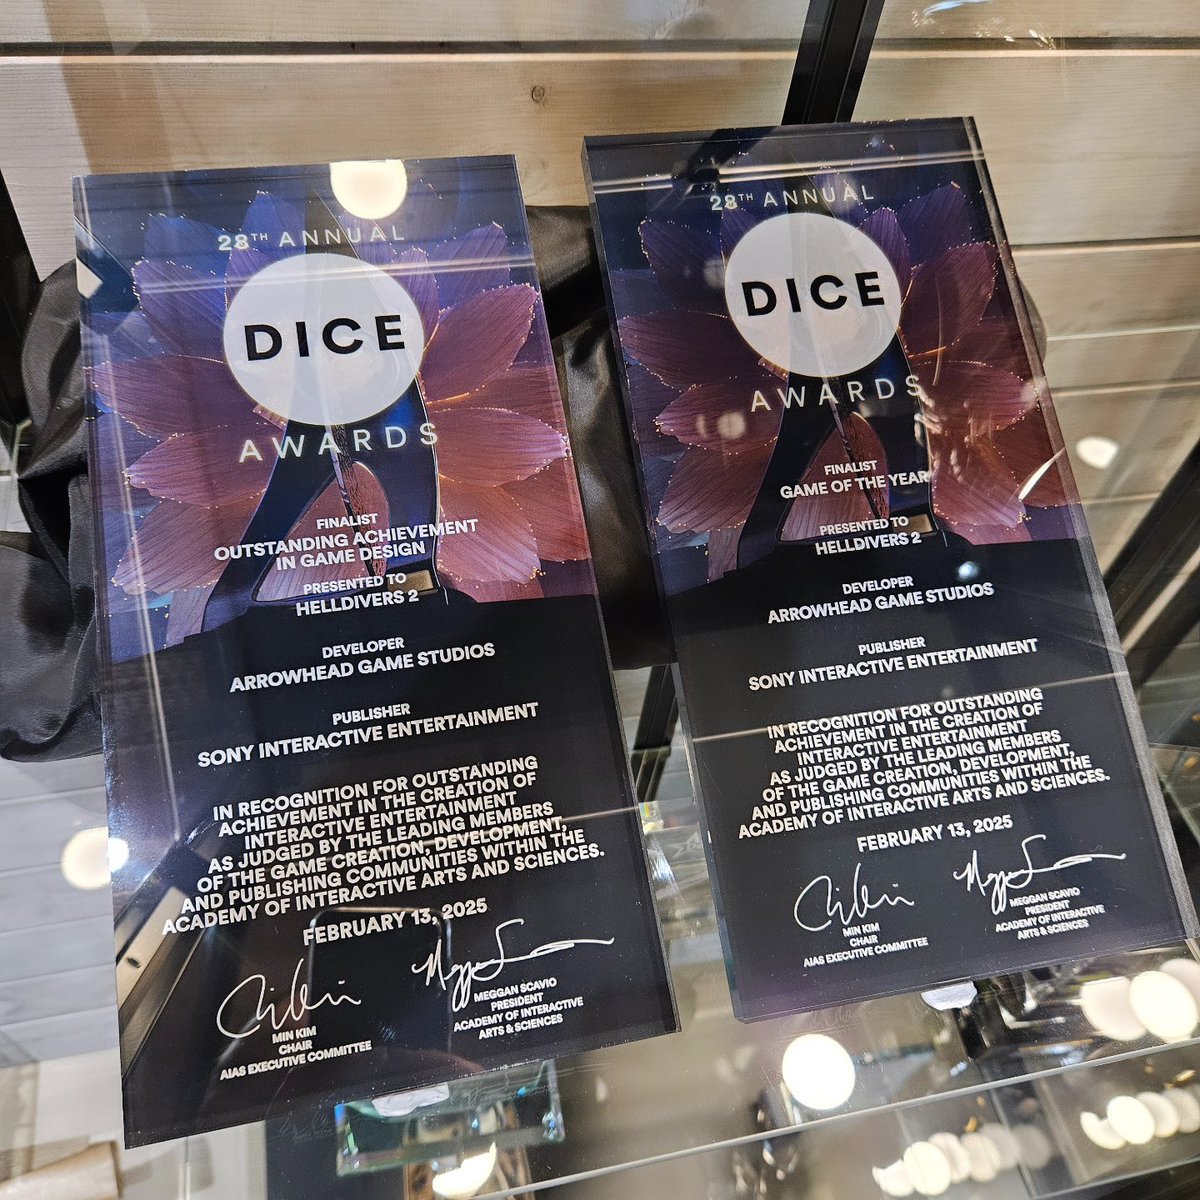 28TH ANNUAL
DICE
AWARDS
FINALIST
OUTSTANDING ACHIEVEMENT
IN GAME DESIGN
PRESENTED TO
HELLDIVERS 2
DEVELOPER
ARROWHEAD GAME STUDIOS
PUBLISHER
SONY INTERACTIVE ENTERTAINMENT
IN RECOGNITION FOR OUTSTANDING
ACHIEVEMENT IN THE CREATION OF
INTERACTIVE ENTERTAINMENT
AS JUDGED BY THE LEADING MEMBERS
OF THE GAME CREATION, DEVELOPMENT,
AND PUBLISHING COMMUNITIES WITHIN THE
ACADEMY OF INTERACTIVE ARTS AND SCIENCES.
FEBRUARY 13, 2025
MIN KIM
CHAIR
AIAS EXECUTIVE COMMITTEE
MEGGAN SCAVIO
PRESIDENT
ACADEMY OF INTERACTIVE
ARTS & SCIENCES
28TH ANNUAL
DICE
AWARDS
FINALIST
GAME OF THE YEAR
PRESENTED TO
HELLDIVERS 2
DEVELOPER
ARROWHEAD GAME STUDIOS
PUBLISHER
SONY INTERACTIVE ENTERTAINMENT
IN RECOGNITION FOR OUTSTANDING
ACHIEVEMENT IN THE CREATION OF
INTERACTIVE ENTERTAINMENT
AS JUDGED BY THE LEADING MEMBERS
OF THE GAME CREATION, DEVELOPMENT,
AND PUBLISHING COMMUNITIES WITHIN THE
ACADEMY OF INTERACTIVE ARTS AND SCIENCES.
FEBRUARY 13, 2025
MIN KIM
CHAIR
AIAS EXECUTIVE COMMITTEE
MEGGAN SCAVIO
PRESIDENT
ACADEMY OF INTERACTIVE
ARTS & SCIENCES